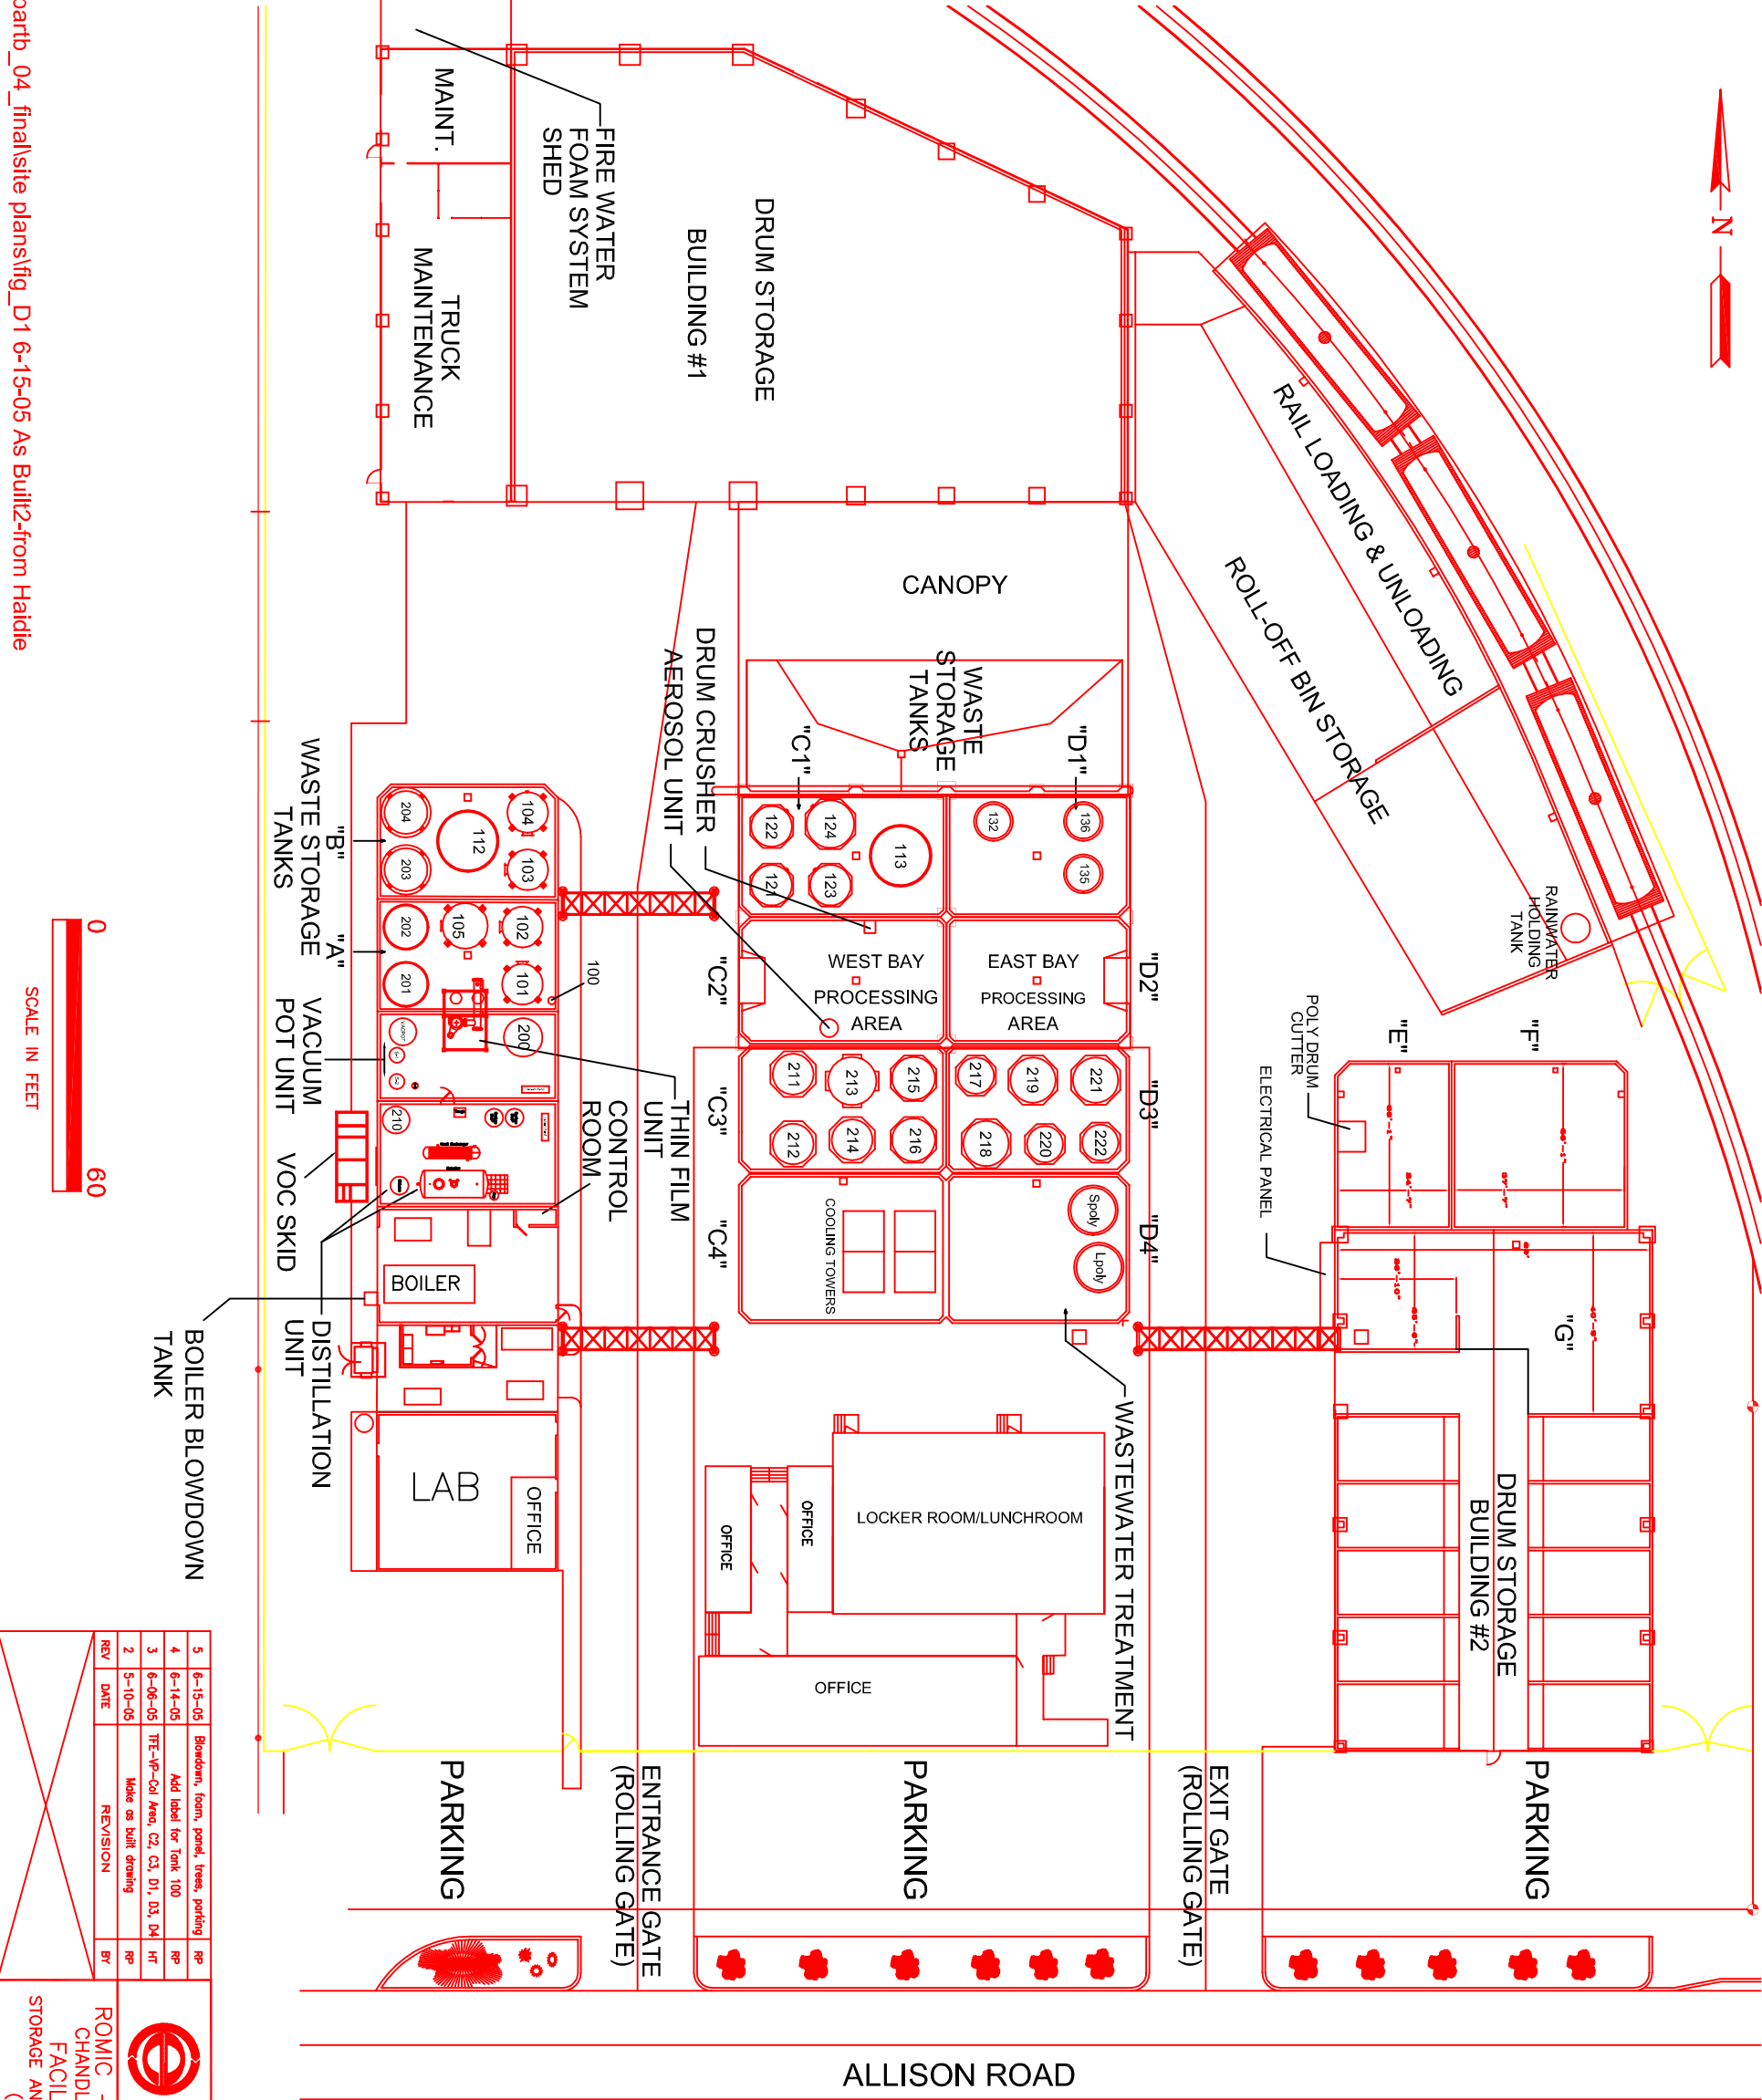 partb_04_final\site plans\fig_D1 6-15-05 As Built2-from Haidie
N
MAINT.
TRUCK
MAINTENANCE
FIRE WATER
FOAM SYSTEM
SHED
DRUM STORAGE
BUILDING #1
RAIL LOADING & UNLOADING
ROLL-OFF BIN STORAGE
RAINWATER
HOLDING
TANK
CANOPY
WASTE
STORAGE
TANKS
"C1"
"D1"
DRUM CRUSHER
AEROSOL UNIT
122
124
113
121
123
132
136
135
WEST BAY
PROCESSING
AREA
EAST BAY
PROCESSING
AREA
"C2"
"D2"
211
213
215
212
214
216
217
219
221
218
220
222
"C3"
"D3"
COOLING TOWERS
"C4"
Spoly
Lpoly
"D4"
WASTEWATER TREATMENT
WASTE STORAGE
TANKS
"B"
"A"
204
203
112
104
103
202
201
105
102
101
100
200
210
VACUUM
POT UNIT
VOC SKID
THIN FILM
UNIT
CONTROL
ROOM
BOILER
DISTILLATION
UNIT
BOILER BLOWDOWN
TANK
LAB
OFFICE
OFFICE
OFFICE
LOCKER ROOM/LUNCHROOM
OFFICE
"E"
"F"
"G"
POLY DRUM
CUTTER
ELECTRICAL PANEL
DRUM STORAGE
BUILDING #2
PARKING
PARKING
PARKING
ENTRANCE GATE
(ROLLING GATE)
EXIT GATE
(ROLLING GATE)
ALLISON ROAD
0 60
SCALE IN FEET
5 6-15-05 Blowdown, foam, panel, trees, parking RP
4 6-14-05 Add label for Tank 100 RP
3 6-06-05 TFE-VP-Col Area, C2, C3, D1, D3, D4 HT
2 5-10-05 Make as built drawing RP
REV DATE REVISION BY
ROMIC -
CHANDL
FACIL
STORAGE AN
(